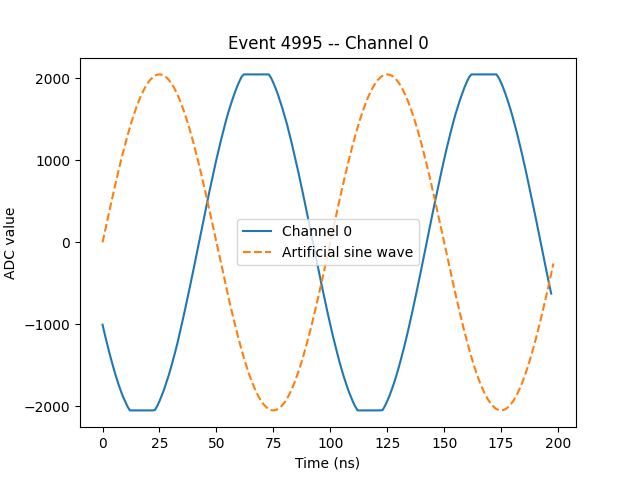 Event 4995 -- Channel 0
ADC value
2000
1000
0
−1000
−2000
Channel 0
Artificial sine wave
0 25 50 75 100 125 150 175 200
Time (ns)